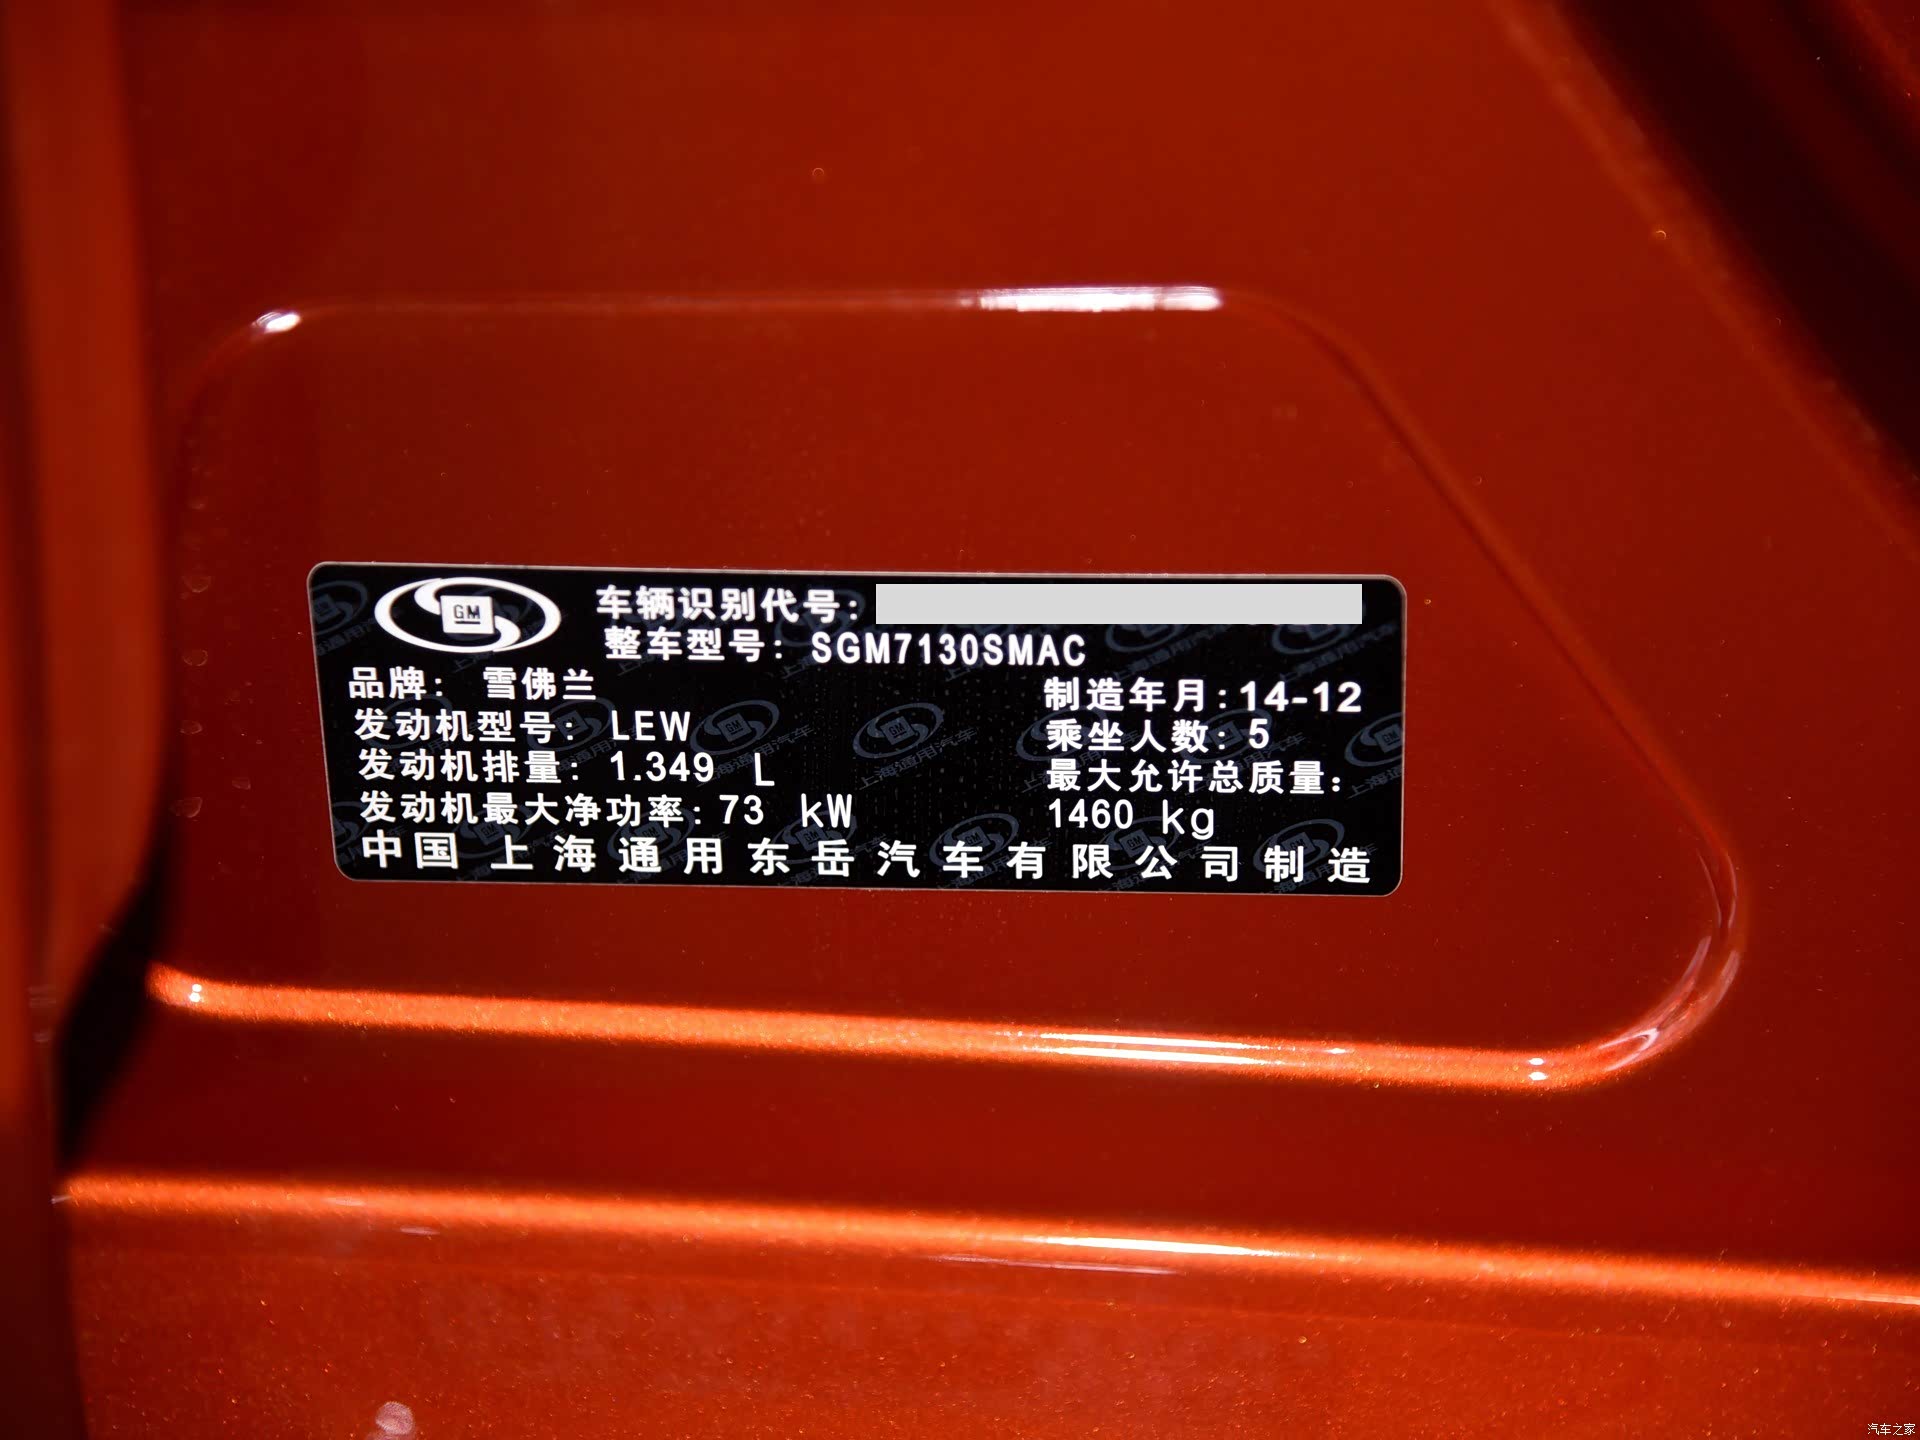 GM
车辆识别代号:
整车型号: SGM7130SMAC
品牌: 雪佛兰
制造年月:14-12
发动机型号: LEW
乘坐人数: 5
发动机排量: 1.349 L
最大允许总质量:
发动机最大净功率: 73 kW
1460 kg
中国 上海通用东岳汽车有限公司制造
汽车之家